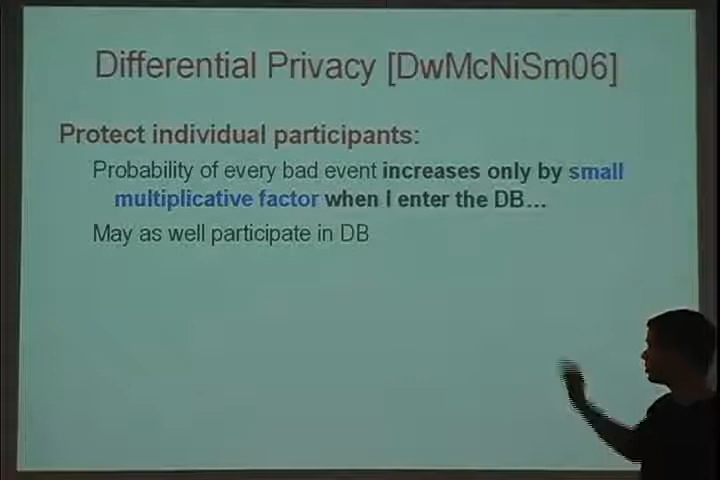 Differential Privacy [DwMcNiSm06]
Protect individual participants:
Probability of every bad event increases only by small
multiplicative factor when I enter the DB…
May as well participate in DB